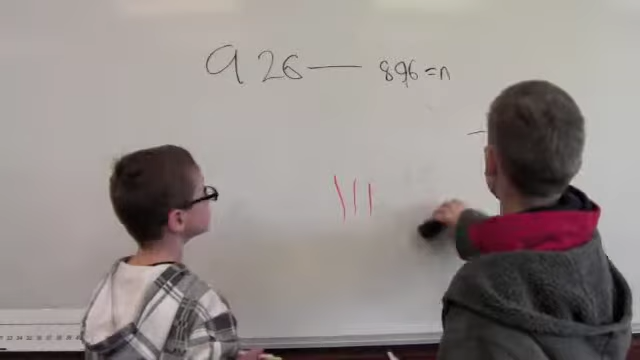 926 — 896 = n